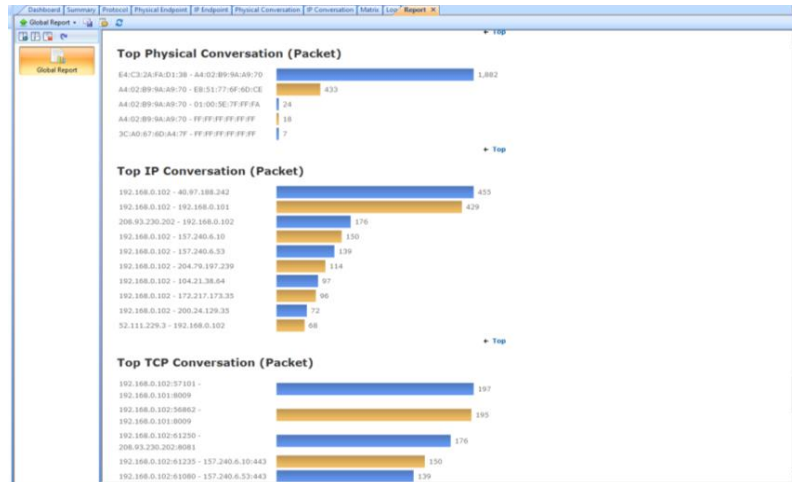 Dashboard Summary Protocol Physical Endpoint IP Endpoint Physical Conversation IP Conversation Matrix Log Report
Global Report
Top
Global Report
Top Physical Conversation (Packet)
E4:C3:2A:FA:D1:38 - A4:02:B9:9A:A9:70 1,882
A4:02:B9:9A:A9:70 - E8:51:77:6F:6D:CE 433
A4:02:B9:9A:A9:70 - 01:00:5E:7F:FF:FA 24
A4:02:B9:9A:A9:70 - FF:FF:FF:FF:FF:FF 18
3C:A0:67:6D:A4:7F - FF:FF:FF:FF:FF:FF 7
Top
Top IP Conversation (Packet)
192.168.0.102 - 40.97.188.242 455
192.168.0.102 - 192.168.0.101 429
208.93.230.202 - 192.168.0.102 176
192.168.0.102 - 157.240.6.10 150
192.168.0.102 - 157.240.6.53 139
192.168.0.102 - 204.79.197.239 114
192.168.0.102 - 104.21.38.64 97
192.168.0.102 - 172.217.173.35 96
192.168.0.102 - 200.24.129.35 72
52.111.229.3 - 192.168.0.102 68
Top
Top TCP Conversation (Packet)
192.168.0.102:57101 -
192.168.0.101:8009 197
192.168.0.102:56862 -
192.168.0.101:8009 195
192.168.0.102:61250 -
208.93.230.202:8081 176
192.168.0.102:61235 - 157.240.6.10:443 150
192.168.0.102:61080 - 157.240.6.53:443 139